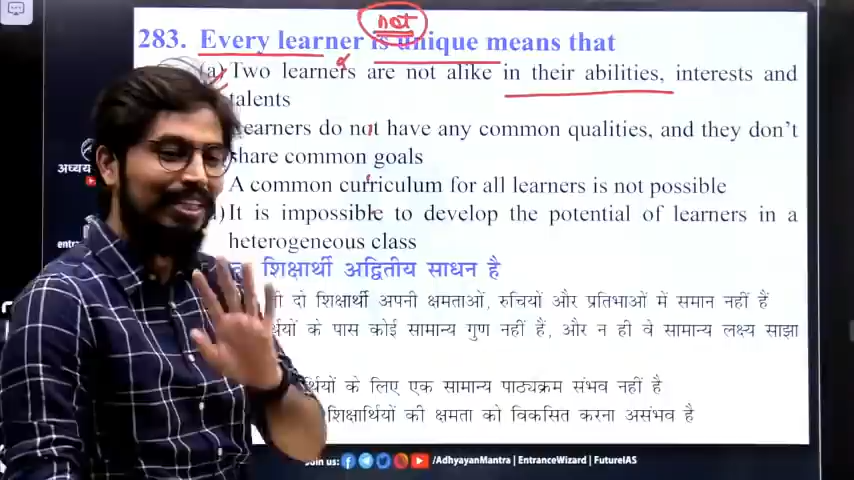 not
283. Every learner is unique means that
(a) Two learners are not alike in their abilities, interests and
talents
Learners do not have any common qualities, and they don't
share common goals
A common curriculum for all learners is not possible
It is impossible to develop the potential of learners in a
heterogeneous class
शिक्षार्थी अद्वितीय साधन है
दो शिक्षार्थी अपनी क्षमताओं, रुचियों और प्रतिभाओं में समान नहीं हैं
के पास कोई सामान्य गुण नहीं हैं, और न ही वे सामान्य लक्ष्य साझा
के लिए एक सामान्य पाठ्यक्रम संभव नहीं है
शिक्षार्थियों की क्षमता को विकसित करना असंभव है
Join us: /AdhyayanMantra | EntranceWizard | FutureIAS